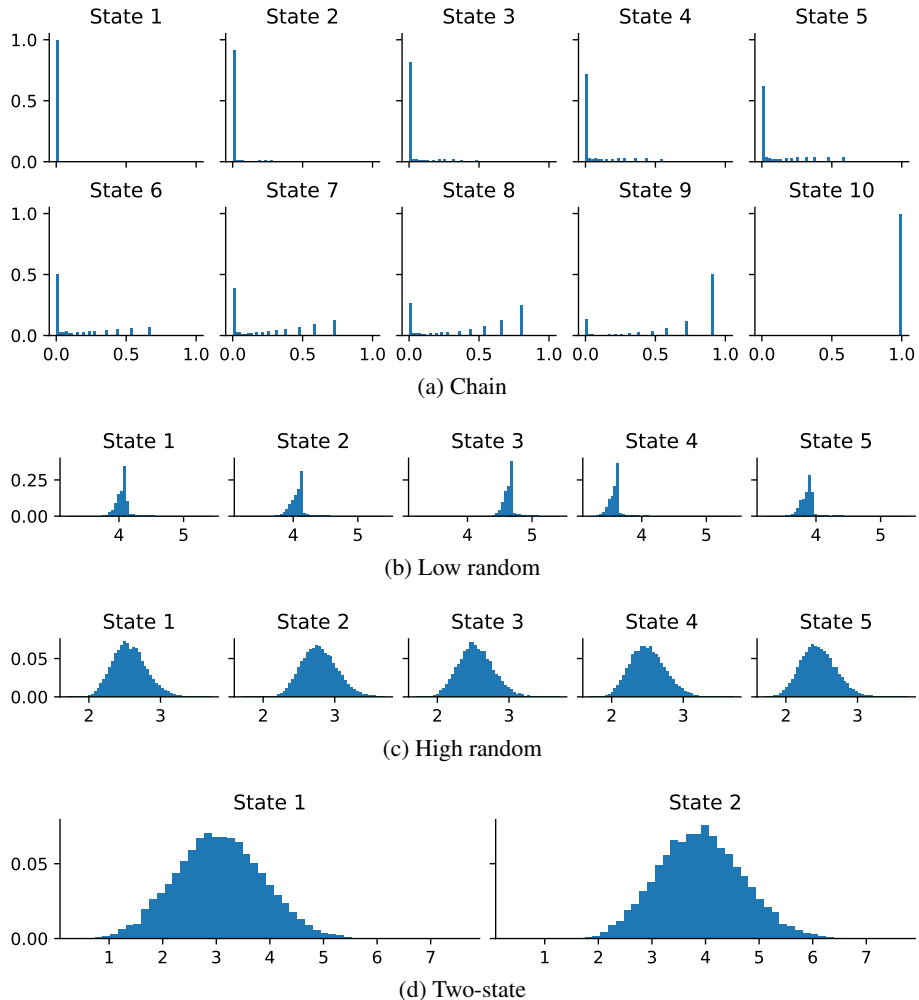 State 1 State 2 State 3 State 4 State 5
1.0
0.5
0.0
State 6 State 7 State 8 State 9 State 10
1.0
0.5
0.0
0.0 0.5 1.0 0.0 0.5 1.0 0.0 0.5 1.0 0.0 0.5 1.0 0.0 0.5 1.0
(a) Chain
State 1 State 2 State 3 State 4 State 5
0.25
0.00
4 5 4 5 4 5 4 5 4 5
(b) Low random
State 1 State 2 State 3 State 4 State 5
0.05
0.00
2 3 2 3 2 3 2 3 2 3
(c) High random
State 1 State 2
0.05
0.00
1 2 3 4 5 6 7 1 2 3 4 5 6 7
(d) Two-state